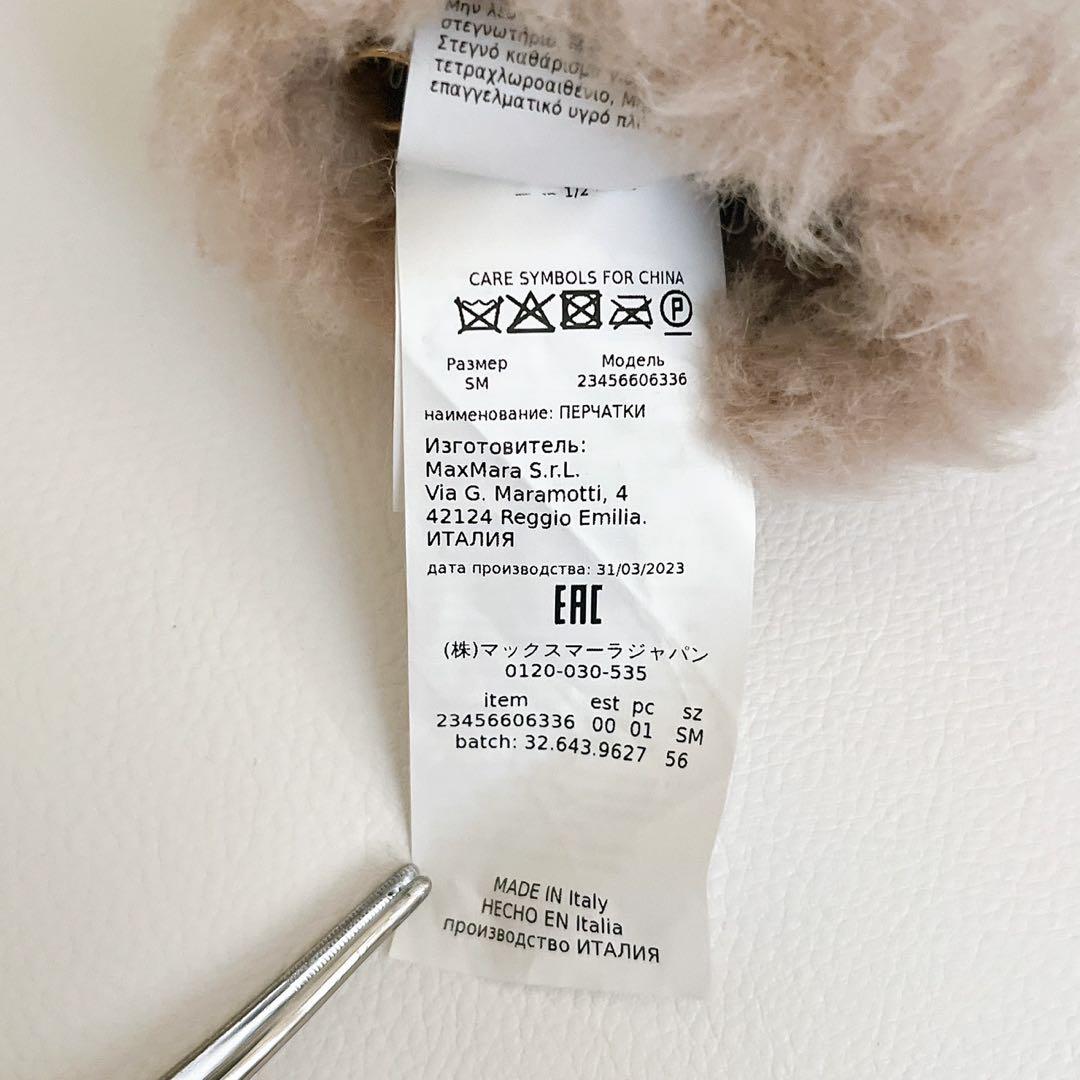 Μην
στεγνωτήριο
Στεγνό καθάρισμ
τετραχλωροαιθένιο,
επαγγελματικό υγρό
1/2
CARE SYMBOLS FOR CHINA
P
Размер Модель
SM 23456606336
наименование: ПЕРЧАТКИ
Изготовитель:
MaxMara S.r.L.
Via G. Maramotti, 4
42124 Reggio Emilia.
ИТАЛИЯ
дата производства: 31/03/2023
EAC
(株)マックスマーラジャパン
0120-030-535
item est pc sz
23456606336 00 01 SM
batch: 32.643.9627 56
MADE IN Italy
HECHO EN Italia
производство ИТАЛИЯ